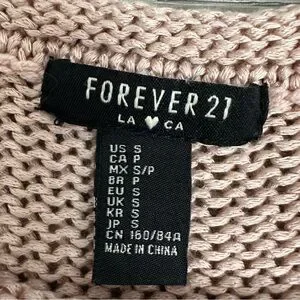 FOREVER 21
LA ♥ CA
US S
CA P
MX S/P
BR P
EU S
UK S
KR S
JP S
CN 160/84A
MADE IN CHINA